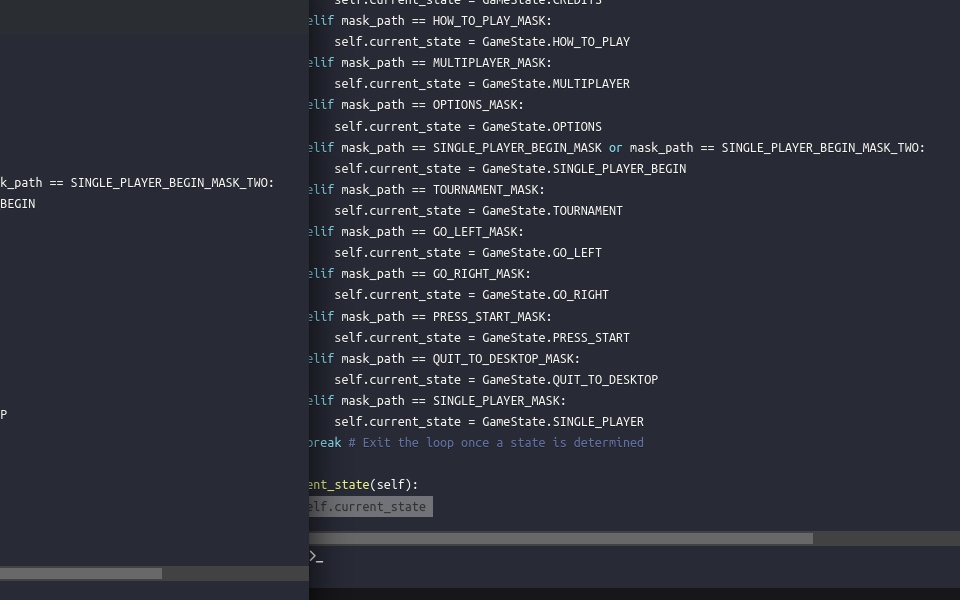 k_path == SINGLE_PLAYER_BEGIN_MASK_TWO:
BEGIN
P
self.current_state = GameState.CREDITS
elif mask_path == HOW_TO_PLAY_MASK:
self.current_state = GameState.HOW_TO_PLAY
elif mask_path == MULTIPLAYER_MASK:
self.current_state = GameState.MULTIPLAYER
elif mask_path == OPTIONS_MASK:
self.current_state = GameState.OPTIONS
elif mask_path == SINGLE_PLAYER_BEGIN_MASK or mask_path == SINGLE_PLAYER_BEGIN_MASK_TWO:
self.current_state = GameState.SINGLE_PLAYER_BEGIN
elif mask_path == TOURNAMENT_MASK:
self.current_state = GameState.TOURNAMENT
elif mask_path == GO_LEFT_MASK:
self.current_state = GameState.GO_LEFT
elif mask_path == GO_RIGHT_MASK:
self.current_state = GameState.GO_RIGHT
elif mask_path == PRESS_START_MASK:
self.current_state = GameState.PRESS_START
elif mask_path == QUIT_TO_DESKTOP_MASK:
self.current_state = GameState.QUIT_TO_DESKTOP
elif mask_path == SINGLE_PLAYER_MASK:
self.current_state = GameState.SINGLE_PLAYER
break # Exit the loop once a state is determined
ent_state(self):
elf.current_state